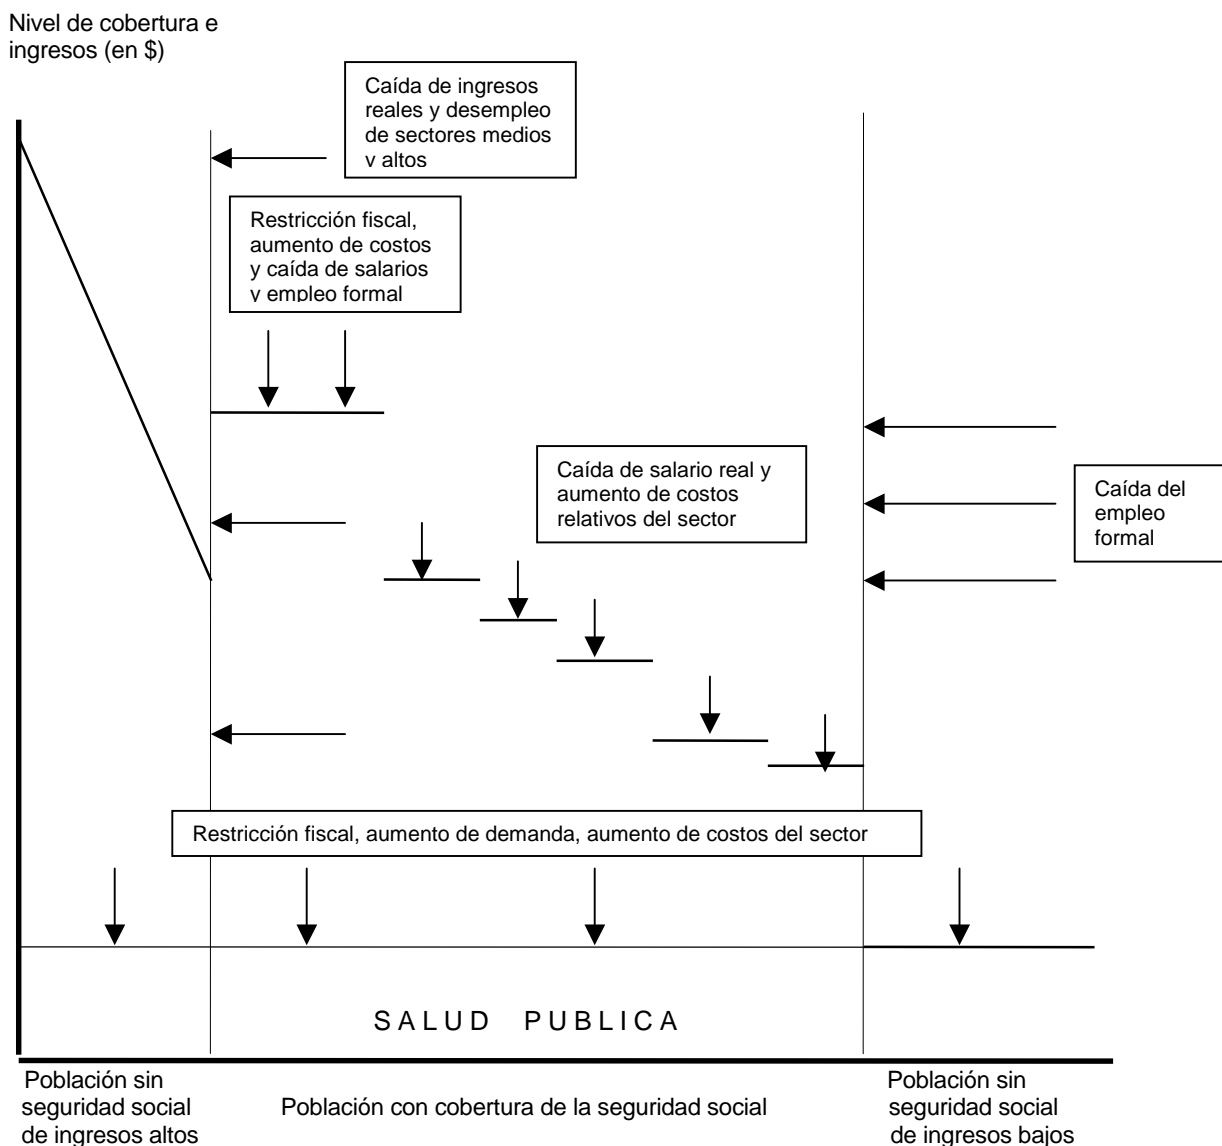 Nivel de cobertura e
ingresos (en $)
Caída de ingresos
reales y desempleo
de sectores medios
y altos
Restricción fiscal,
aumento de costos
y caída de salarios
y empleo formal
Caída de salario real y
aumento de costos
relativos del sector
Caída del
empleo
formal
Restricción fiscal, aumento de demanda, aumento de costos del sector
SALUD PUBLICA
Población sin
seguridad social
de ingresos altos
Población con cobertura de la seguridad social
Población sin
seguridad social
de ingresos bajos